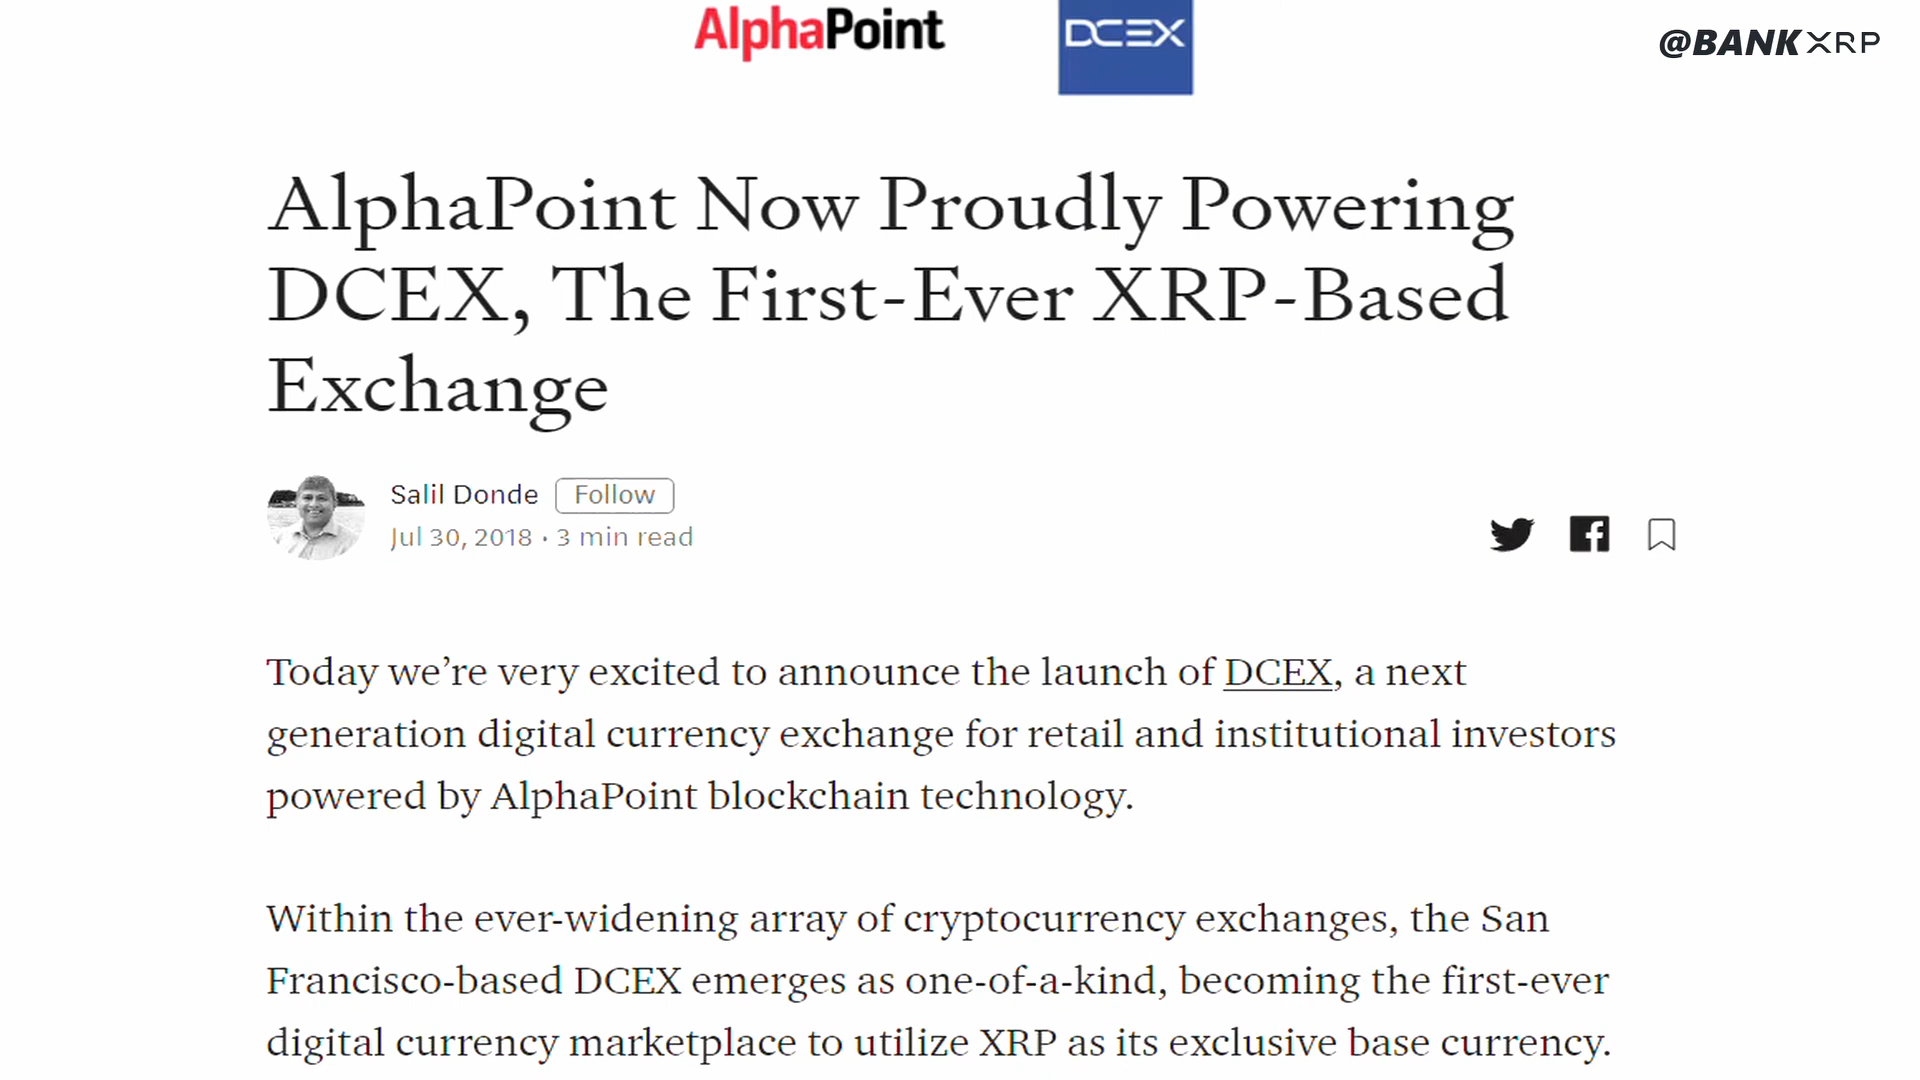 AlphaPoint
DCEX
@BANKXRP
AlphaPoint Now Proudly Powering
DCEX, The First-Ever XRP-Based
Exchange
Salil Donde Follow
Jul 30, 2018 · 3 min read
Today we’re very excited to announce the launch of DCEX, a next
generation digital currency exchange for retail and institutional investors
powered by AlphaPoint blockchain technology.
Within the ever-widening array of cryptocurrency exchanges, the San
Francisco-based DCEX emerges as one-of-a-kind, becoming the first-ever
digital currency marketplace to utilize XRP as its exclusive base currency.